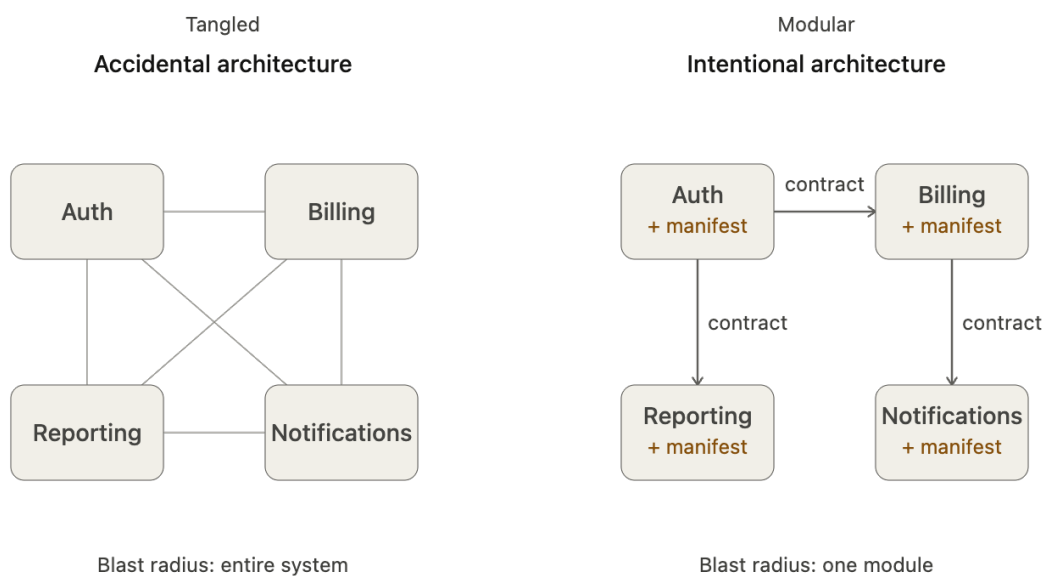 Tangled
Accidental architecture
Auth
Billing
Reporting
Notifications
Blast radius: entire system
Modular
Intentional architecture
Auth
+ manifest
contract
Billing
+ manifest
contract
contract
Reporting
+ manifest
Notifications
+ manifest
Blast radius: one module